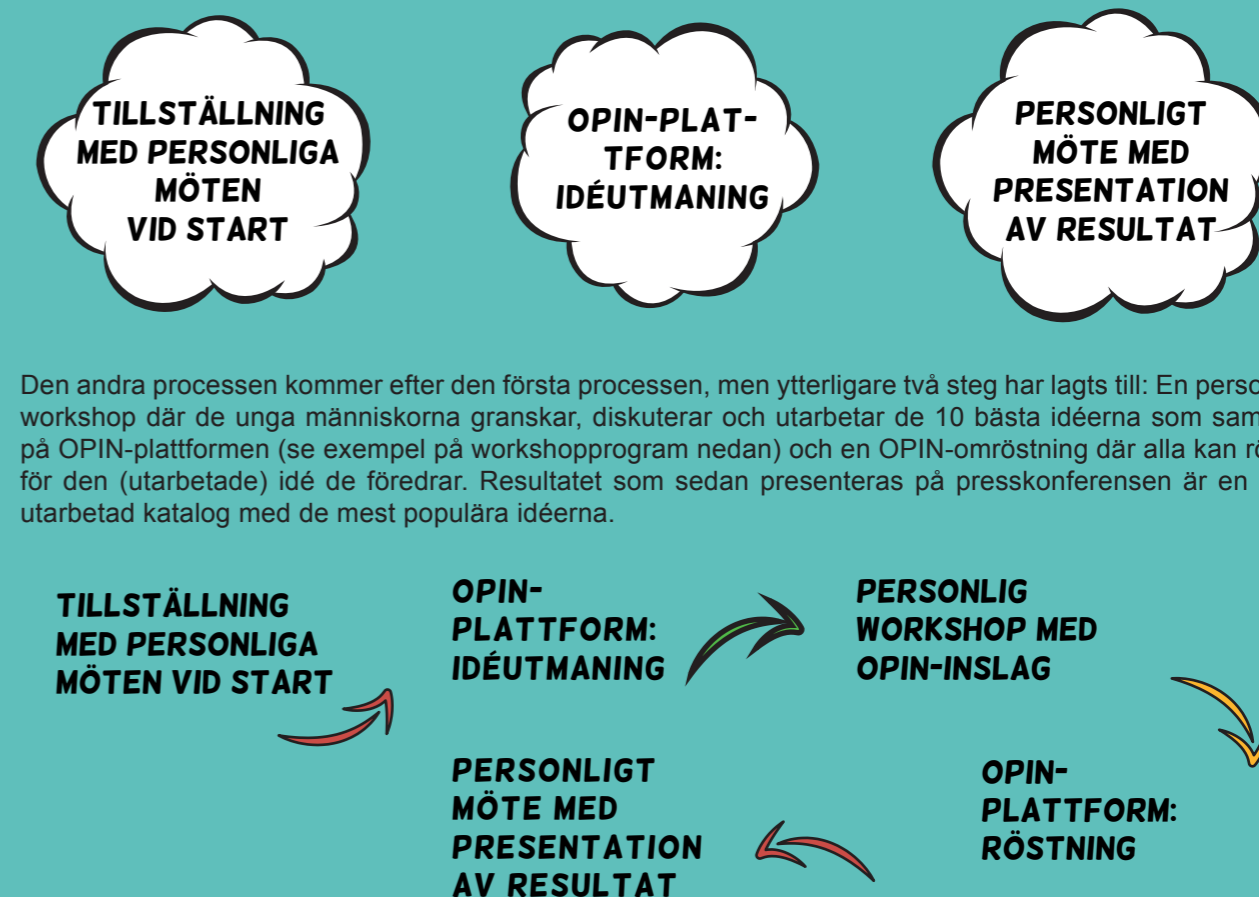 TILLSTÄLLNING
MED PERSONLIGA
MÖTEN
VID START
OPIN-PLAT-
TFORM:
IDÉUTMANING
PERSONLIGT
MÖTE MED
PRESENTATION
AV RESULTAT
Den andra processen kommer efter den första processen, men ytterligare två steg har lagts till: En
workshop där de unga människorna granskar, diskuterar och utarbetar de 10 bästa idéerna som
på OPIN-plattformen (se exempel på workshopprogram nedan) och en OPIN-omröstning där alla kan
för den (utarbetade) idé de föredrar. Resultatet som sedan presenteras på presskonferensen är en
utarbetad katalog med de mest populära idéerna.
TILLSTÄLLNING
MED PERSONLIGA
MÖTEN VID START
OPIN-
PLATTFORM:
IDÉUTMANING
PERSONLIG
WORKSHOP MED
OPIN-INSLAG
OPIN-
PLATTFORM:
RÖSTNING
PERSONLIGT
MÖTE MED
PRESENTATION
AV RESULTAT